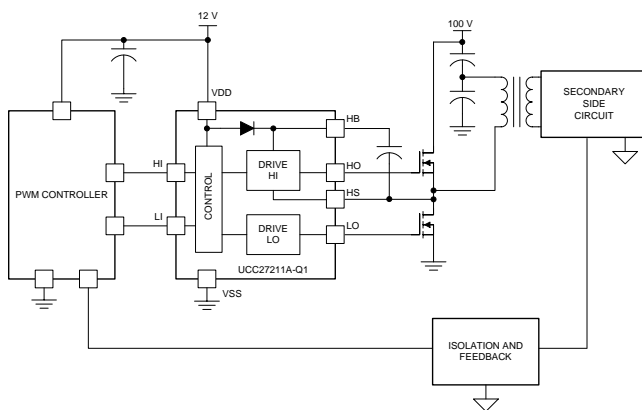 12 V
100 V
VDD
SECONDARY
SIDE
CIRCUIT
HB
HI
DRIVE
HI
HO
PWM CONTROLLER
CONTROL
HS
LI
DRIVE
LO
LO
UCC27211A-Q1
VSS
ISOLATION AND
FEEDBACK